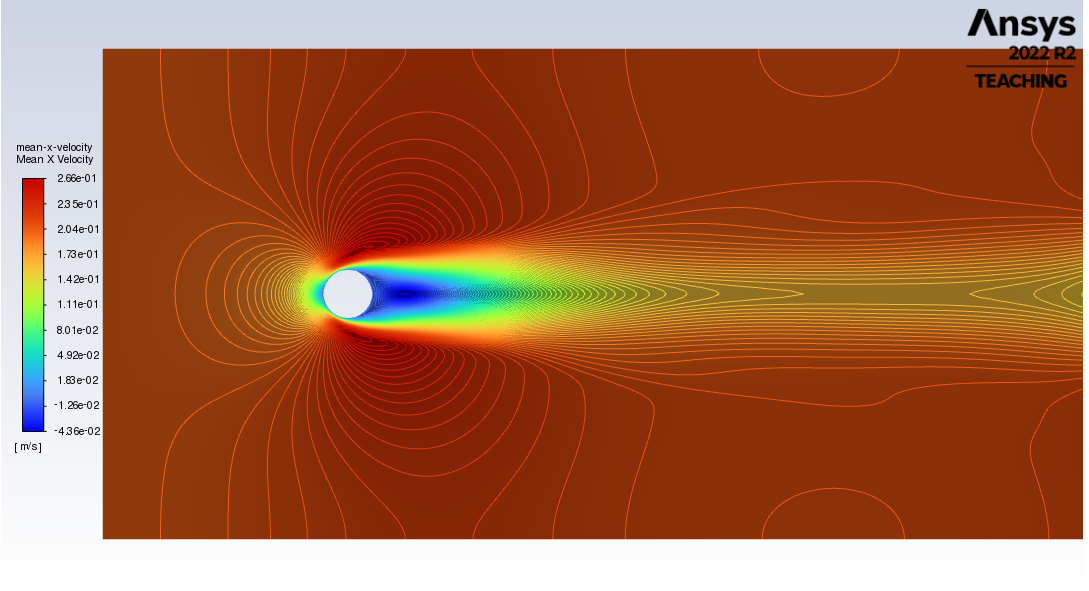 Ansys
2022 R2
TEACHING
mean-x-velocity
Mean X Velocity
2.66e-01
2.35e-01
2.04e-01
1.73e-01
1.42e-01
1.11e-01
8.01e-02
4.92e-02
1.83e-02
-1.26e-02
-4.36e-02
[ m/s ]